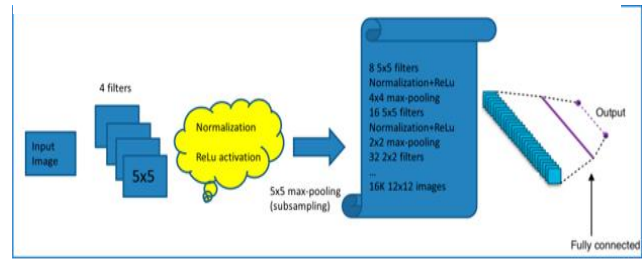 4 filters
Input
Image
5x5
Normalization
ReLu activation
5x5 max-pooling
(subsampling)
8 5x5 filters
Normalization+ReLu
4x4 max-pooling
16 5x5 filters
Normalization+ReLu
2x2 max-pooling
32 2x2 filters
...
16K 12x12 images
Output
Fully connected